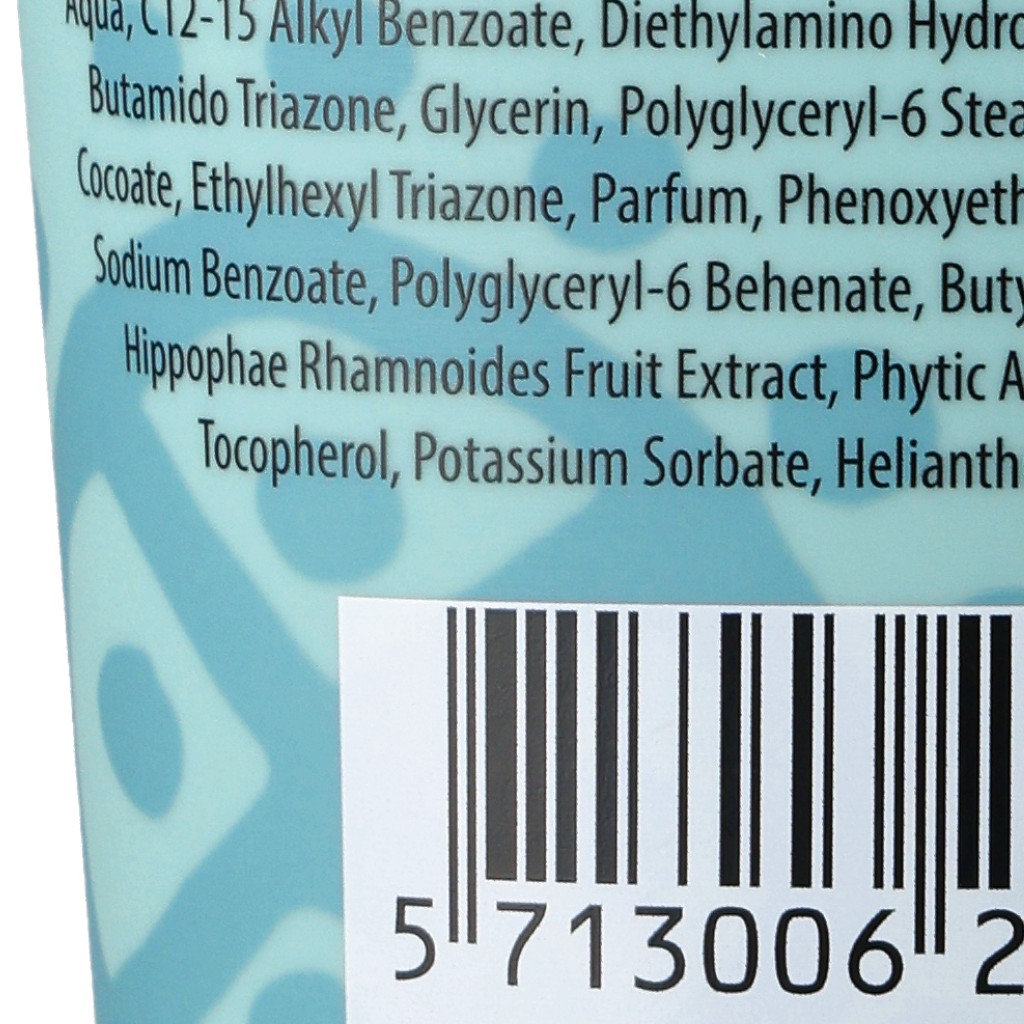 Aqua, C12-15 Alkyl Benzoate, Diethylamino Hydro
Butamido Triazone, Glycerin, Polyglyceryl-6 Stea
Cocoate, Ethylhexyl Triazone, Parfum, Phenoxyeth
Sodium Benzoate, Polyglyceryl-6 Behenate, Buty
Hippophae Rhamnoides Fruit Extract, Phytic A
Tocopherol, Potassium Sorbate, Helianth
5 713006 2